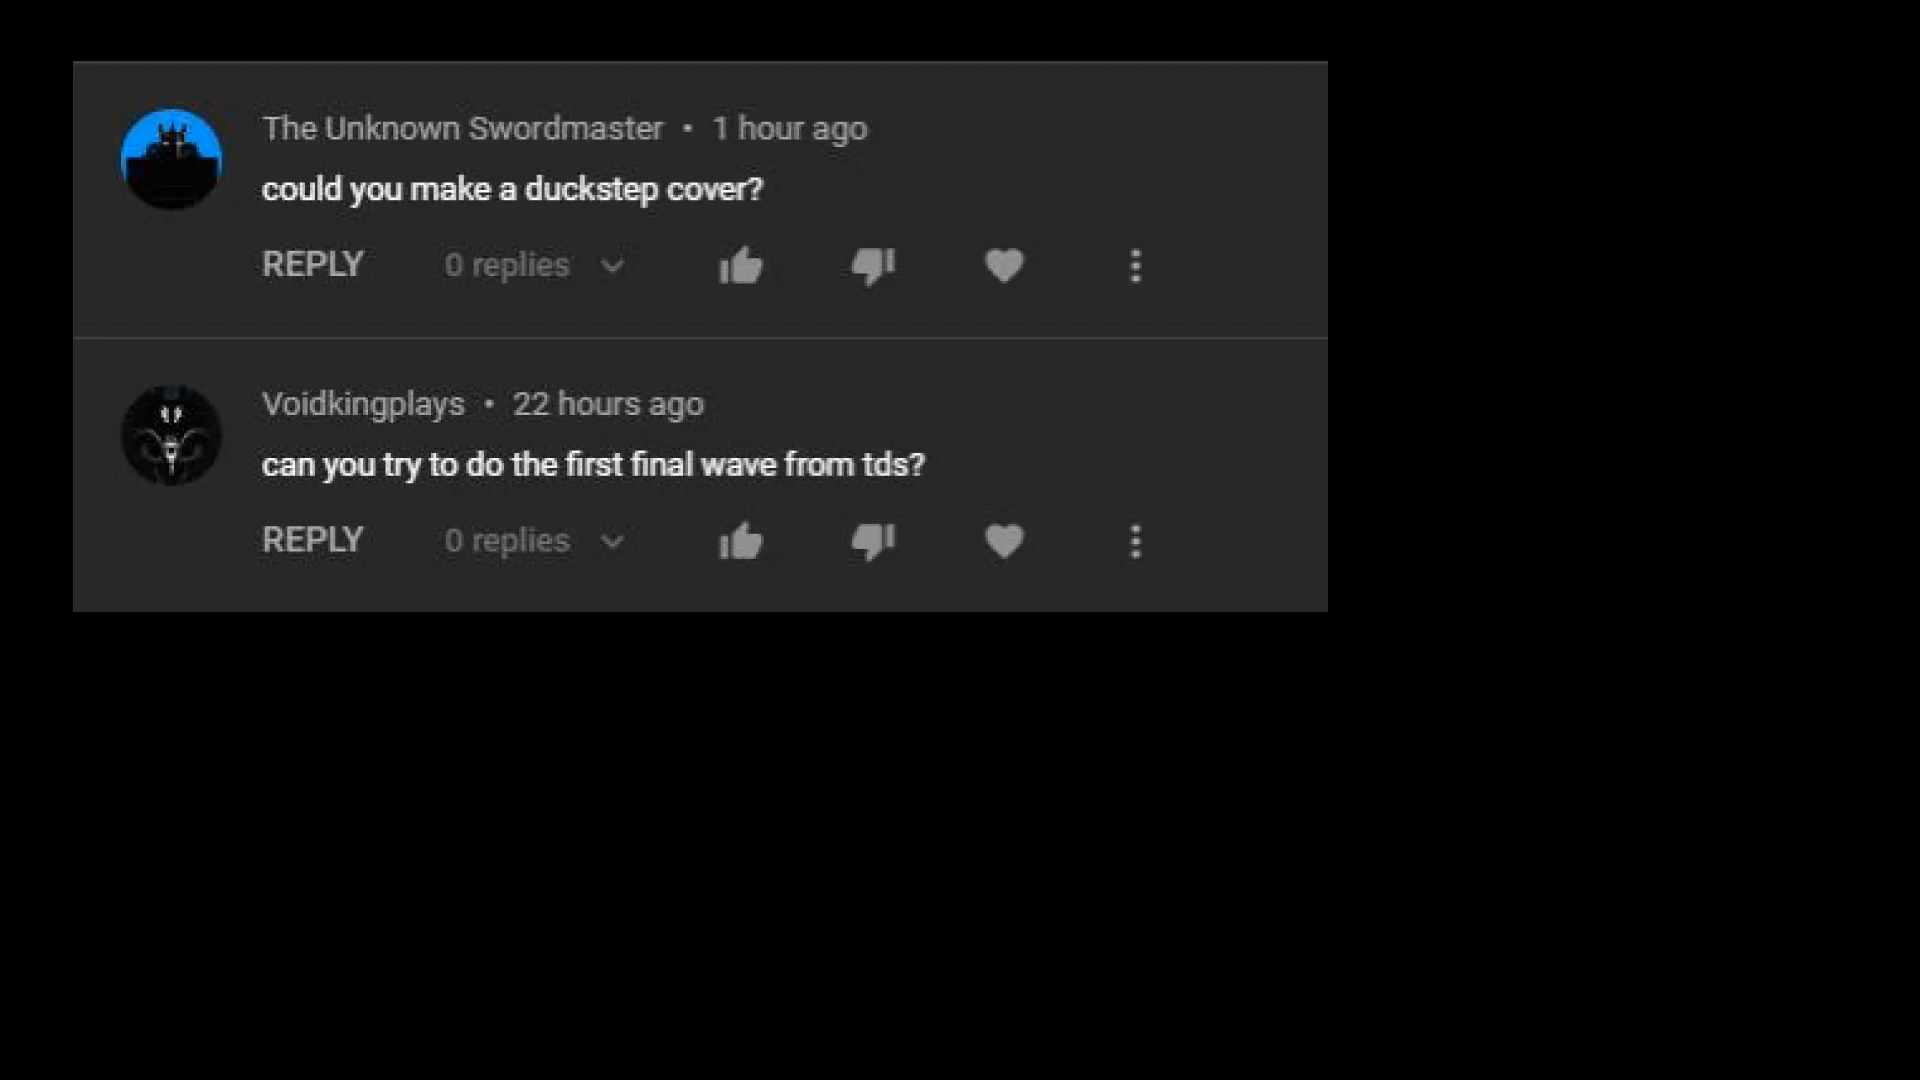 The Unknown Swordmaster • 1 hour ago
could you make a duckstep cover?
REPLY 0 replies
Voidkingplays • 22 hours ago
can you try to do the first final wave from tds?
REPLY 0 replies